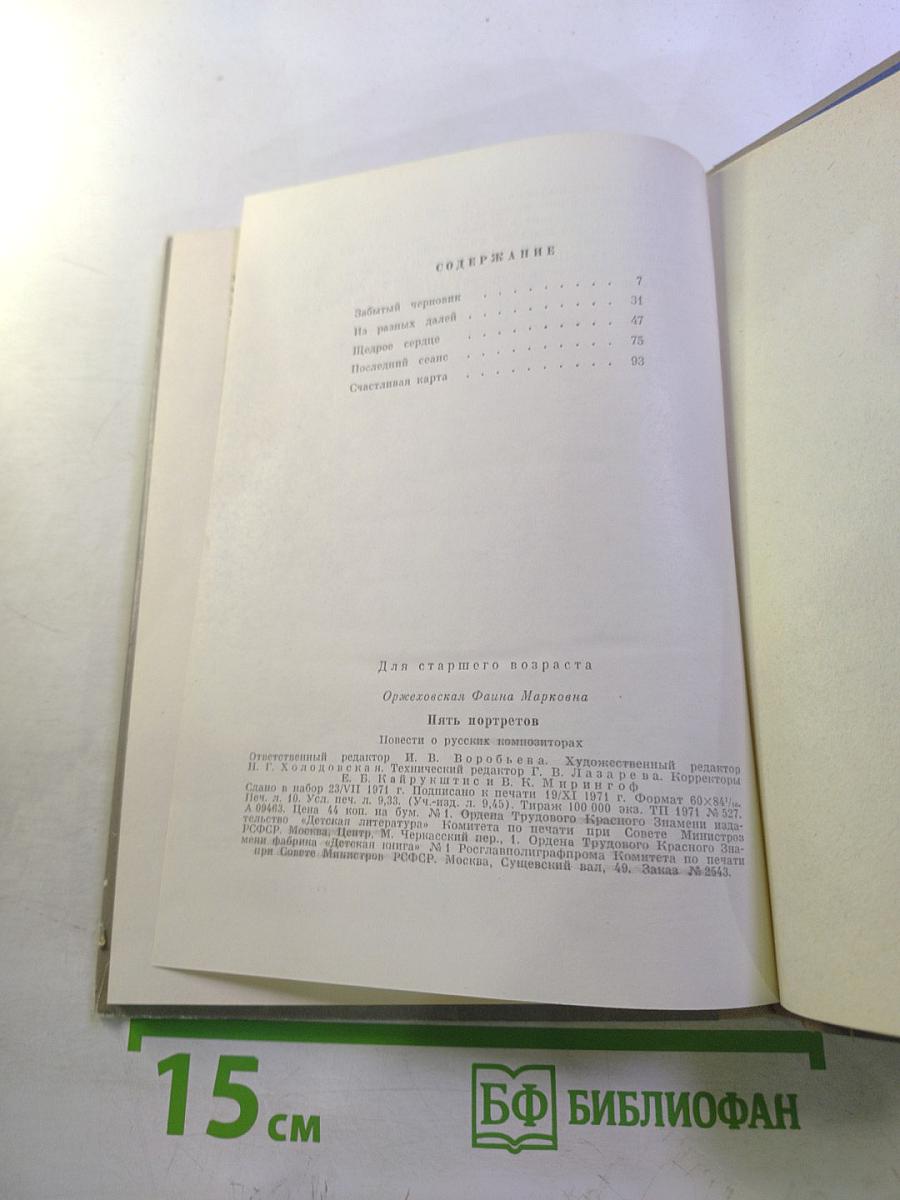 СОДЕРЖАНИЕ
Забытый черновик . . . . . . . . . 7
Из разных далей . . . . . . . . . . 31
Щедрое сердце . . . . . . . . . . 47
Последний сеанс . . . . . . . . . . 75
Счастливая карта . . . . . . . . . . 93
Для старшего возраста
Оржеховская Фаина Марковна
Пять портретов
Повести о русских композиторах
Ответственный редактор И. В. Воробьева. Художественный редактор
Н. Г. Холодовская. Технический редактор Г. В. Лазарева. Корректоры
Е. Б. Кайрукштис и В. К. Мирингоф
Сдано в набор 23/VII 1971 г. Подписано к печати 19/XI 1971 г. Формат 60×84¹/₁₆.
Печ. л. 10. Усл. печ. л. 9,33. (Уч.-изд. л. 9,45). Тираж 100 000 экз. ТП 1971 № 527.
А 09463. Цена 44 коп. на бум. № 1. Ордена Трудового Красного Знамени изда-
тельство «Детская литература» Комитета по печати при Совете Министров
РСФСР. Москва, Центр, М. Черкасский пер., 1. Ордена Трудового Красного Зна-
мени фабрика «Детская книга» № 1 Росглавполиграфпрома Комитета по печати
при Совете Министров РСФСР. Москва, Сущевский вал, 49. Заказ № 2543.
15 см
БФ БИБЛИОФАН